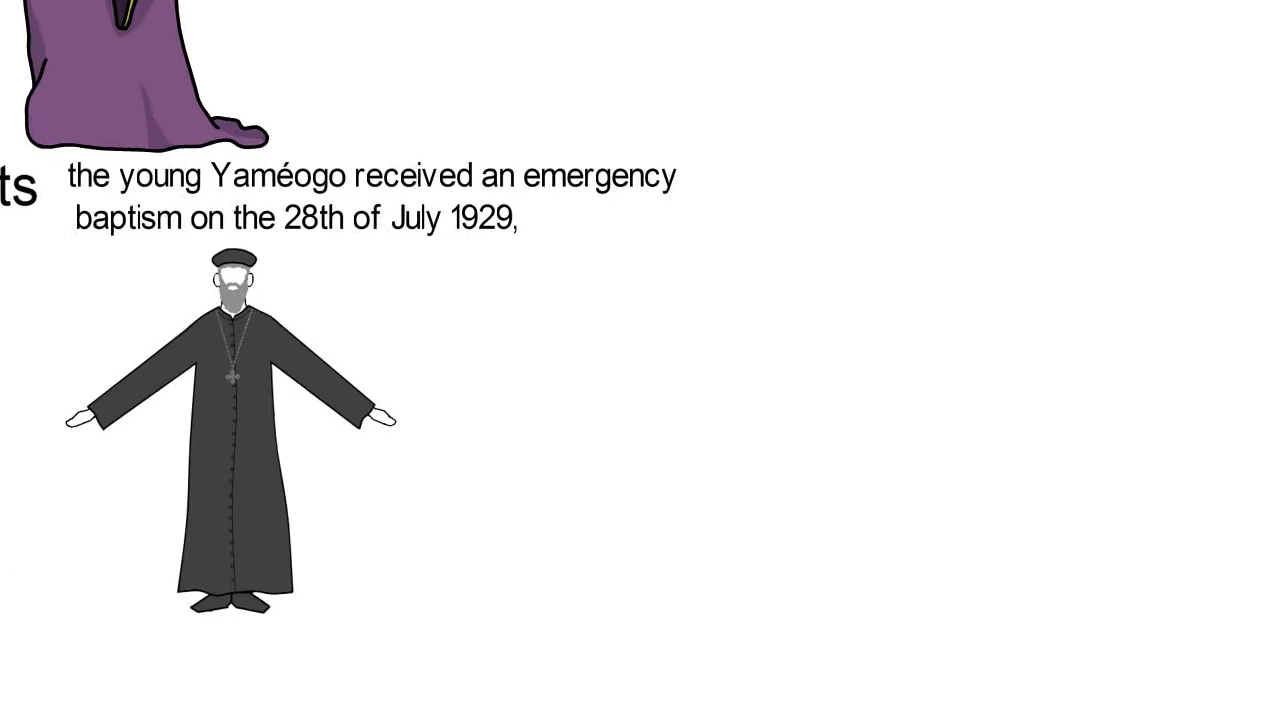 ts
the young Yaméogo received an emergency
baptism on the 28th of July 1929,